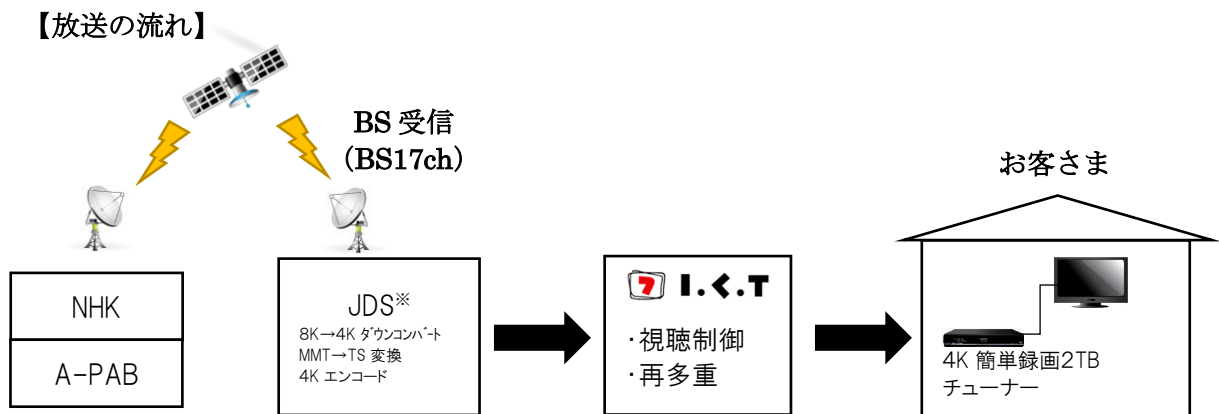 【放送の流れ】
BS 受信
(BS17ch)
お客さま
NHK
A-PAB
JDS※
8K→4K ダウンコンバート
MMT→TS 変換
4K エンコード
I.C.T
・視聴制御
・再多重
4K 簡単録画2TB
チューナー